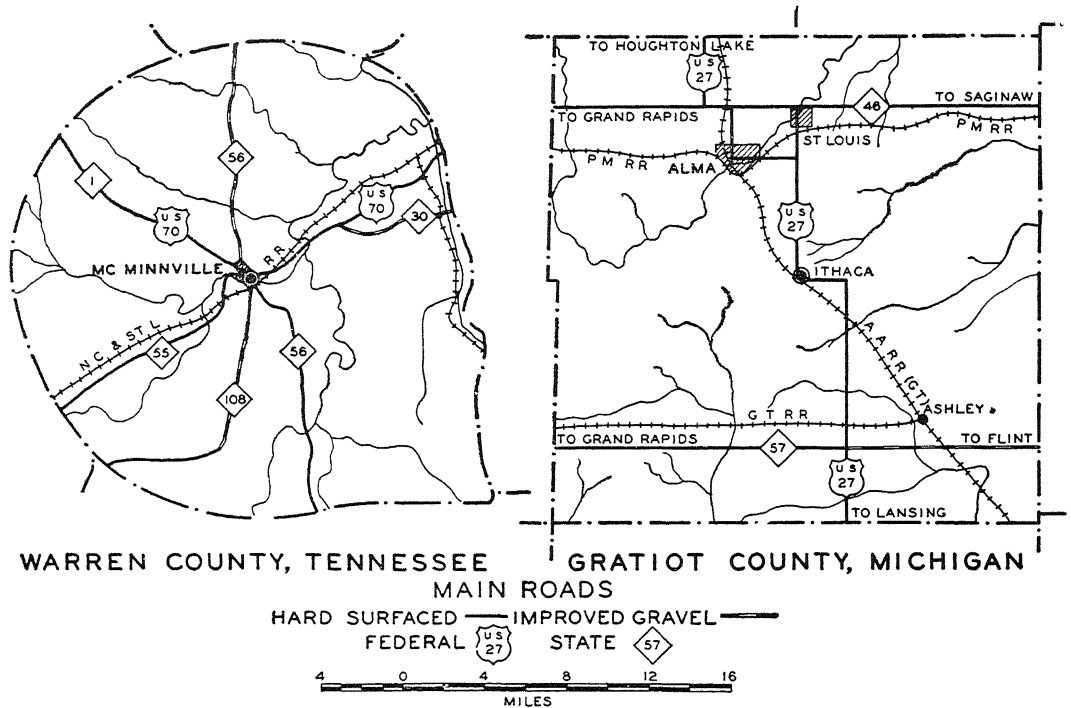 56
1
US
70
US
70
30
MC MINNVILLE
RR
N C & ST L
55
56
108
TO HOUGHTON LAKE
US
27
46
TO SAGINAW
TO GRAND RAPIDS
P M RR
ST LOUIS
P M RR
ALMA
US
27
ITHACA
A A RR (GT)
ASHLEY
G T RR
TO GRAND RAPIDS
57
TO FLINT
US
27
TO LANSING
WARREN COUNTY, TENNESSEE
GRATIOT COUNTY, MICHIGAN
MAIN ROADS
HARD SURFACED IMPROVED GRAVEL
FEDERAL US 27 STATE 57
4 0 4 8 12 16
MILES